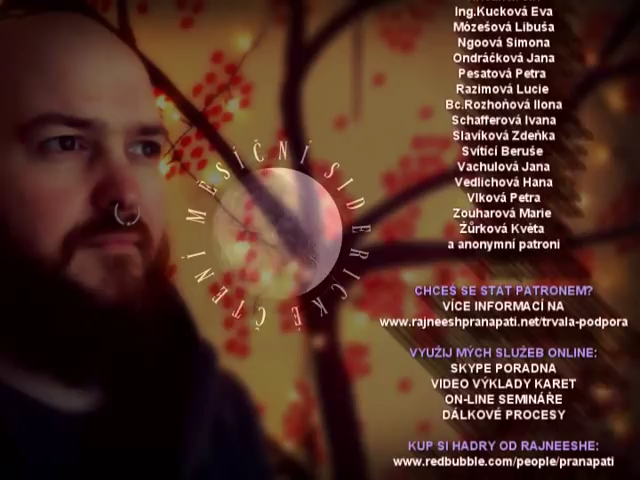 Ing.Kucková Eva
Mózešová Libuša
Ngoová Simona
Ondráčková Jana
Pesatová Petra
Razimová Lucie
Bc.Rozhoňová Ilona
Schafferová Ivana
Slavíková Zdeňka
Svítící Beruše
Vachulová Jana
Vedlichová Hana
Vlková Petra
Zouharová Marie
Žůrková Květa
a anonymní patroni
MĚSÍČNÍ SIDERICKÉ ČTENÍ
CHCEŠ SE STÁT PATRONEM?
VÍCE INFORMACÍ NA
www.rajneeshpranapati.net/trvala-podpora
VYUŽIJ MÝCH SLUŽEB ONLINE:
SKYPE PORADNA
VIDEO VÝKLADY KARET
ON-LINE SEMINÁŘE
DÁLKOVÉ PROCESY
KUP SI HADRY OD RAJNEESHE:
www.redbubble.com/people/pranapati